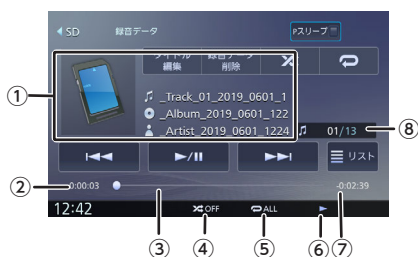 SD 録音データ Pスリープ
タイトル編集 録音データ削除
_Track_01_2019_0601_1
_Album_2019_0601_122
_Artist_2019_0601_1224
01/13
リスト
0:00:03 -0:02:39
12:42 OFF ALL
① ② ③ ④ ⑤ ⑥ ⑦ ⑧